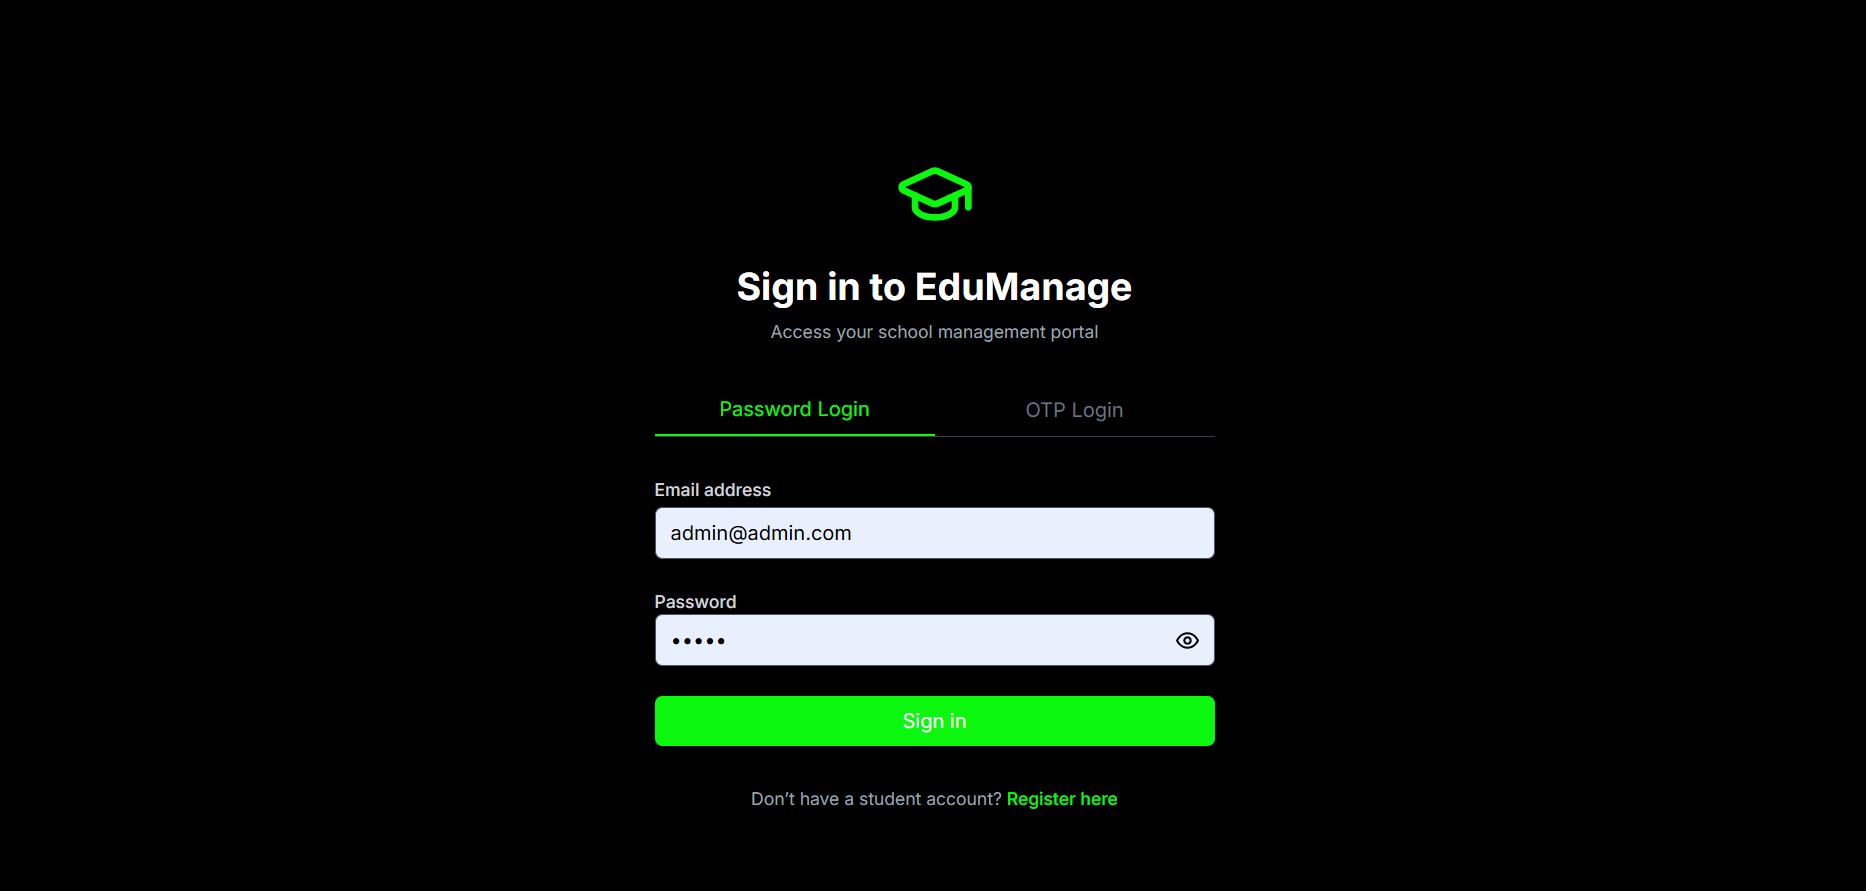 Sign in to EduManage
Access your school management portal
Password Login
OTP Login
Email address
admin@admin.com
Password
•••••
Sign in
Don’t have a student account? Register here